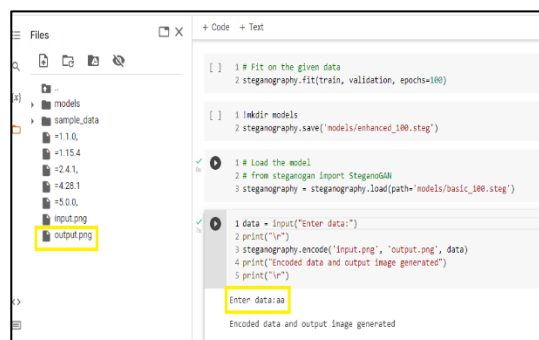 Files
..
models
sample_data
=1.1.0,
=1.15.4
=2.4.1,
=4.28.1
=5.0.0,
input.png
output.png
+ Code + Text
[ ] 1 # Fit on the given data
2 steganography.fit(train, validation, epochs=100)
[ ] 1 !mkdir models
2 steganography.save('models/enhanced_100.steg')
1 # Load the model
2 # from steganogan import SteganoGAN
3 steganography = steganography.load(path='models/basic_100.steg')
1 data = input("Enter data:")
2 print("\r")
3 steganography.encode('input.png', 'output.png', data)
4 print("Encoded data and output image generated")
5 print("\r")
Enter data:aa
Encoded data and output image generated